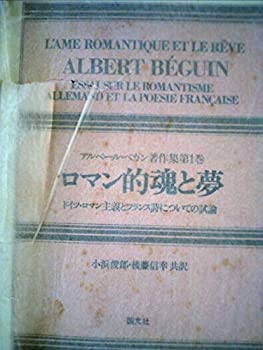 L'AME ROMANTIQUE ET LE RÊVE
ALBERT BÉGUIN
ESSAI SUR LE ROMANTISME
ALLEMAND ET LA POESIE FRANÇAISE
アルベール・ベガン著作集第1巻
ロマン的魂と夢
ドイツ・ロマン主義とフランス詩についての試論
小浜俊郎・後藤信幸 共訳
国文社